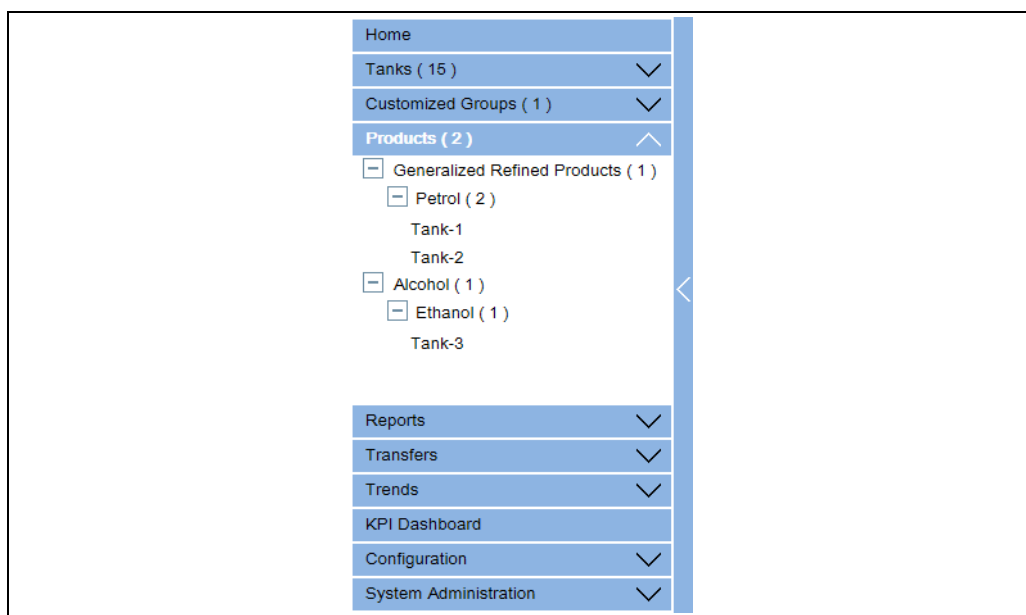 Home
Tanks ( 15 )
Customized Groups ( 1 )
Products ( 2 )
Generalized Refined Products ( 1 )
Petrol ( 2 )
Tank-1
Tank-2
Alcohol ( 1 )
Ethanol ( 1 )
Tank-3
Reports
Transfers
Trends
KPI Dashboard
Configuration
System Administration